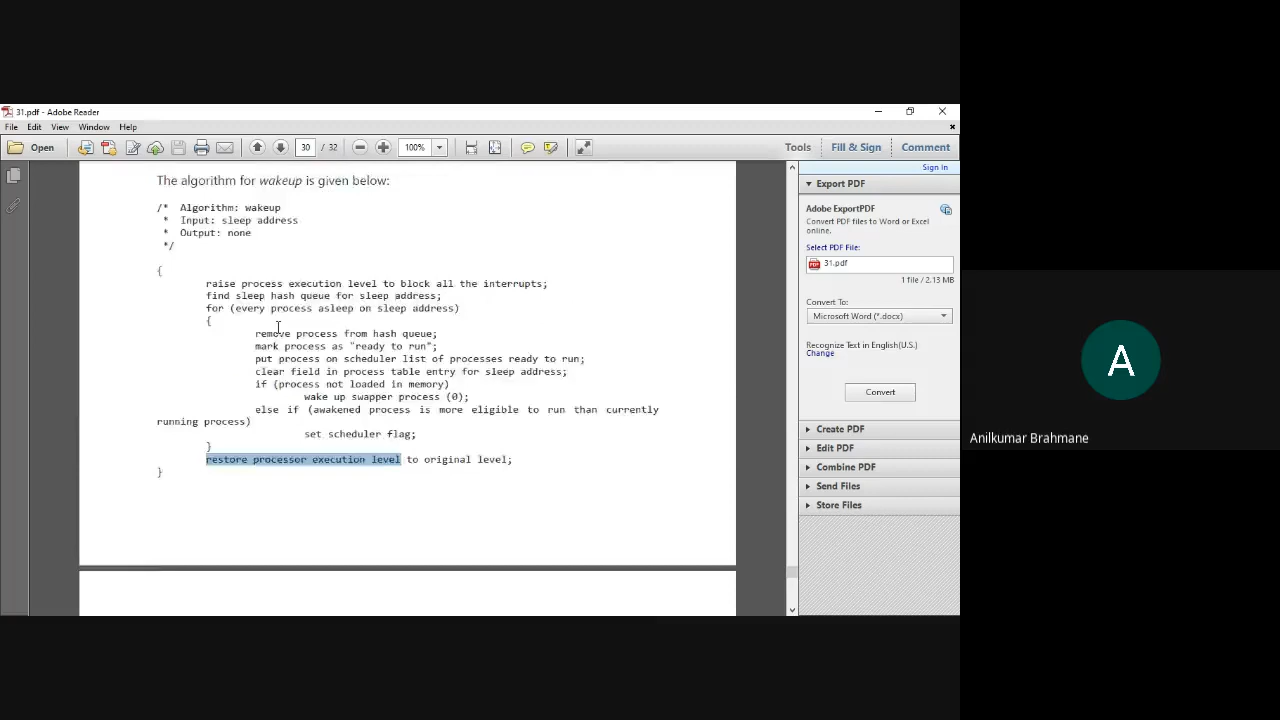 31.pdf - Adobe Reader
File Edit View Window Help
Open 30 / 32 100% Tools Fill & Sign Comment
Sign In
The algorithm for wakeup is given below:
/* Algorithm: wakeup
* Input: sleep address
* Output: none
*/
{
raise process execution level to block all the interrupts;
find sleep hash queue for sleep address;
for (every process asleep on sleep address)
{
remove process from hash queue;
mark process as "ready to run";
put process on scheduler list of processes ready to run;
clear field in process table entry for sleep address;
if (process not loaded in memory)
wake up swapper process (0);
else if (awakened process is more eligible to run than currently
running process)
set scheduler flag;
}
restore processor execution level to original level;
}
Export PDF
Adobe ExportPDF
Convert PDF files to Word or Excel
online.
Select PDF File:
31.pdf
1 file / 2.13 MB
Convert To:
Microsoft Word (*.docx)
Recognize Text in English(U.S.)
Change
Convert
Create PDF
Edit PDF
Combine PDF
Send Files
Store Files
A
Anilkumar Brahmane